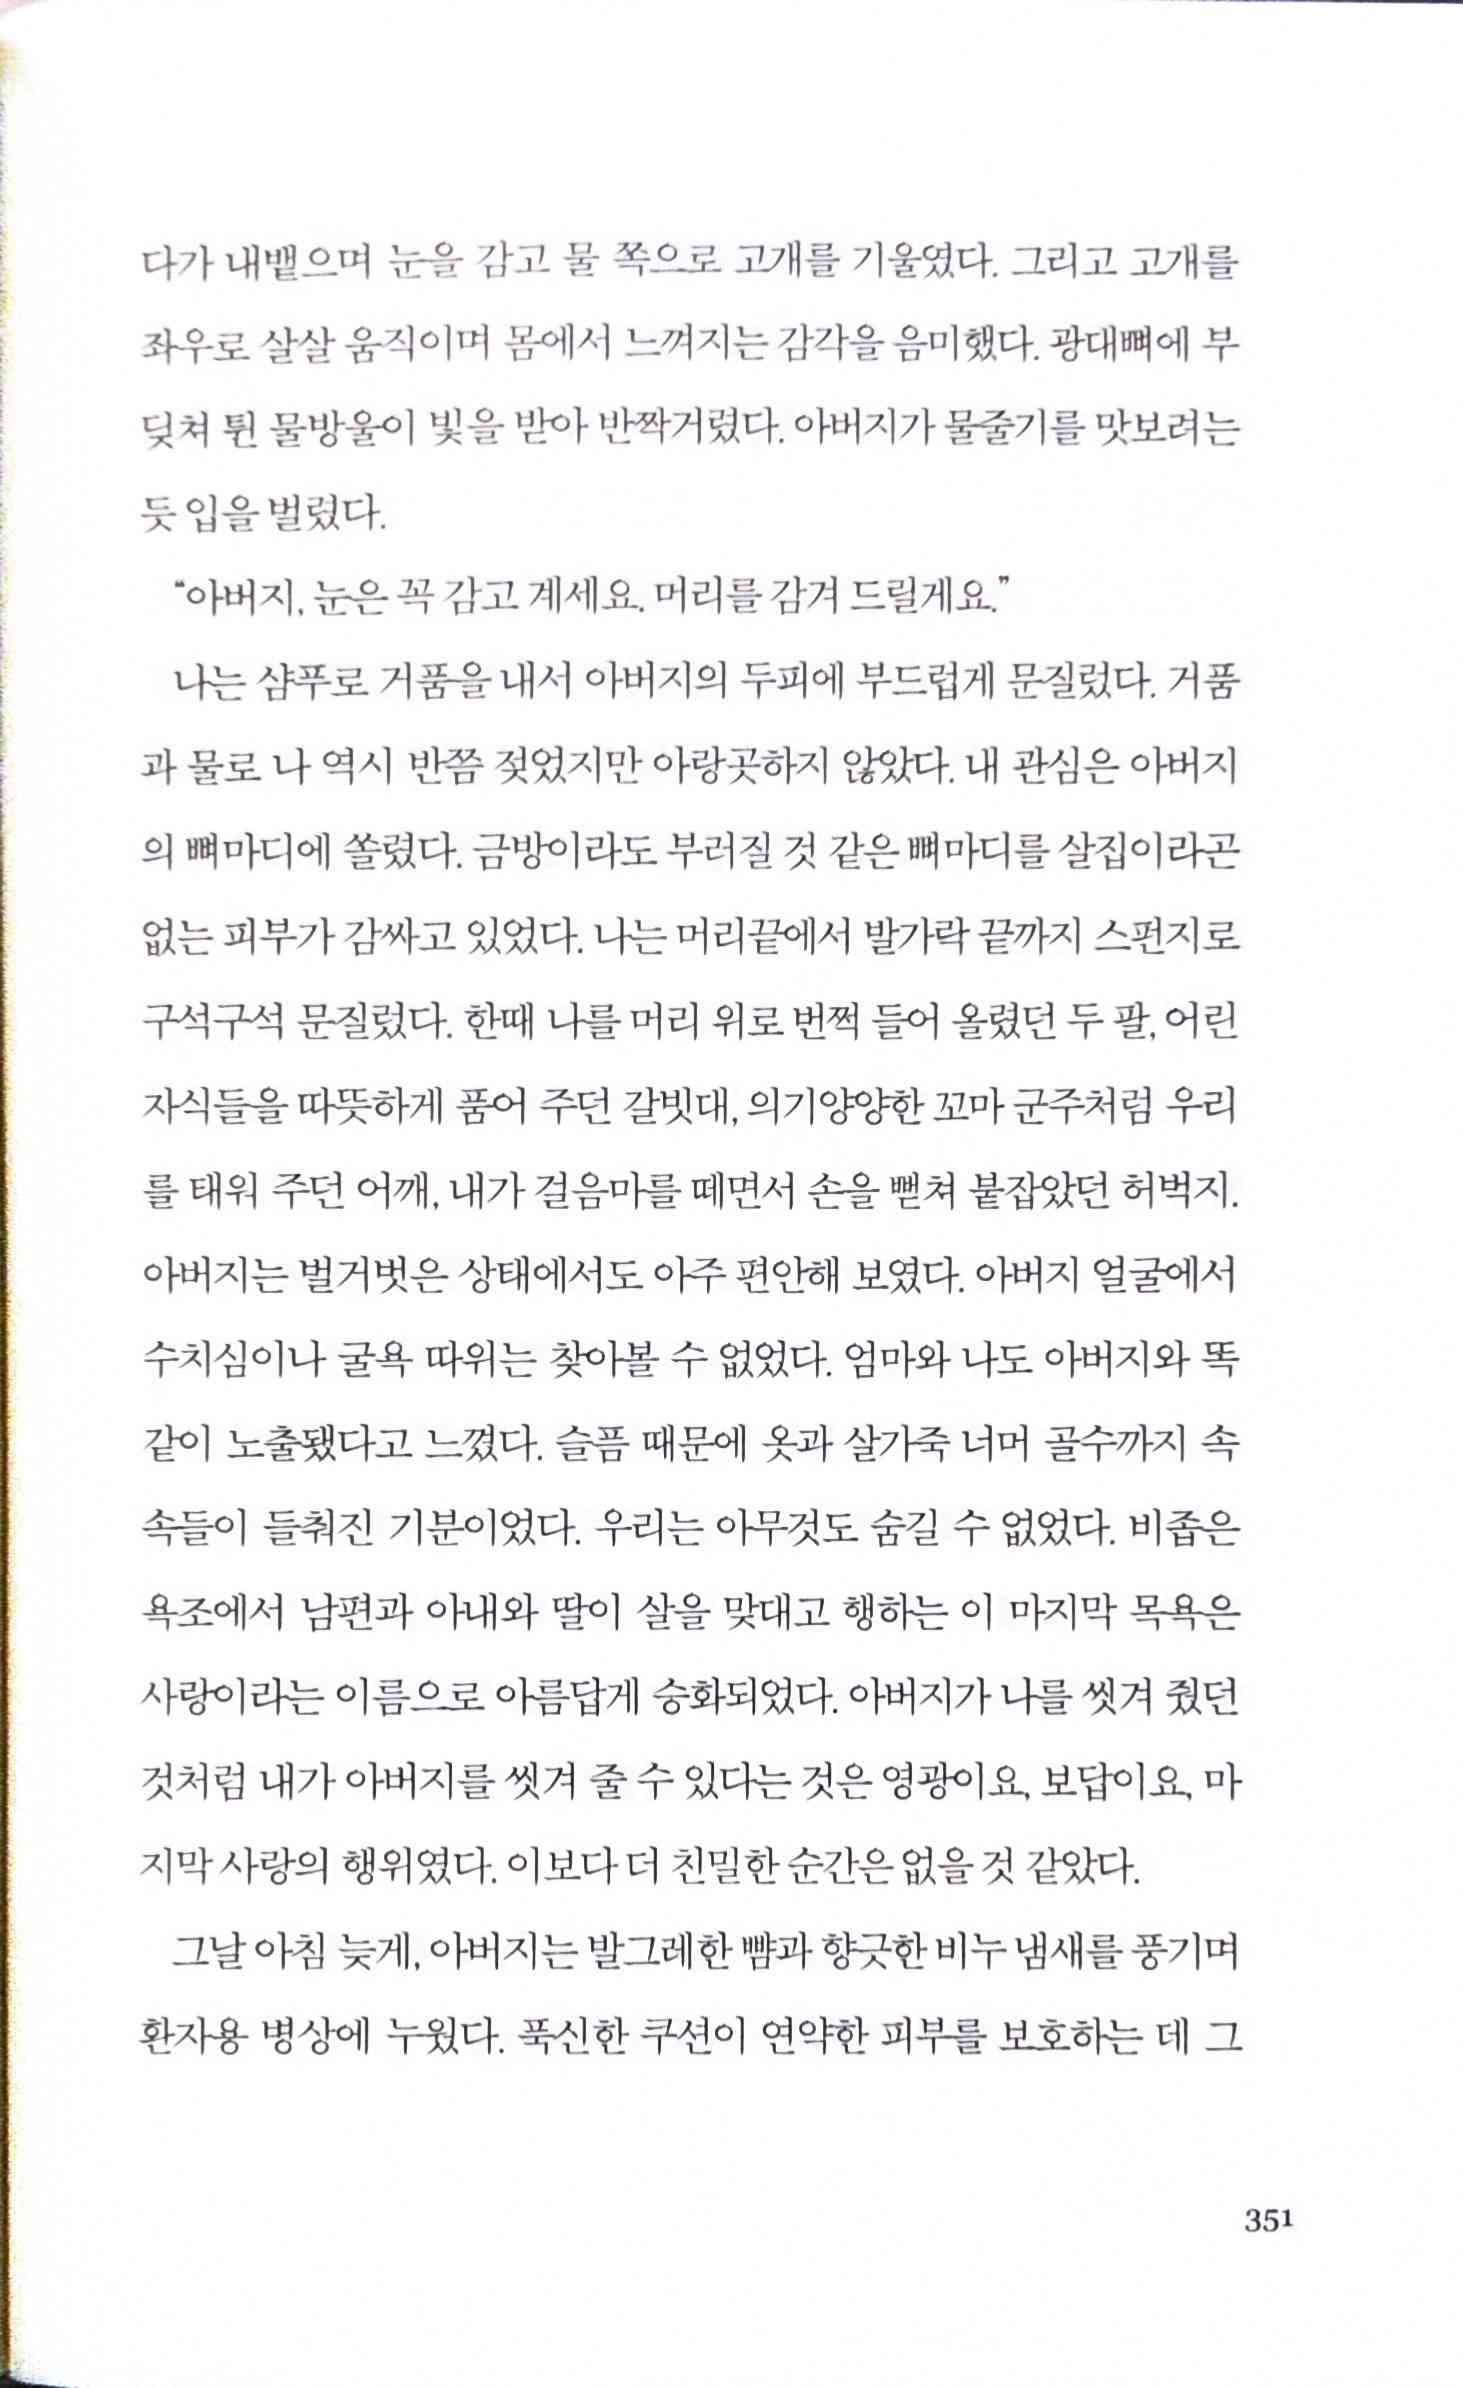 다가 내뱉으며 눈을 감고 물 쪽으로 고개를 기울였다. 그리고 고개를
좌우로 살살 움직이며 몸에서 느껴지는 감각을 음미했다. 광대뼈에 부
딪쳐 튄 물방울이 빛을 받아 반짝거렸다. 아버지가 물줄기를 맛보려는
듯 입을 벌렸다.
“아버지, 눈은 꼭 감고 계세요. 머리를 감겨 드릴게요.”
나는 샴푸로 거품을 내서 아버지의 두피에 부드럽게 문질렀다. 거품
과 물로 나 역시 반쯤 젖었지만 아랑곳하지 않았다. 내 관심은 아버지
의 뼈마디에 쏠렸다. 금방이라도 부러질 것 같은 뼈마디를 살집이라곤
없는 피부가 감싸고 있었다. 나는 머리끝에서 발가락 끝까지 스펀지로
구석구석 문질렀다. 한때 나를 머리 위로 번쩍 들어 올렸던 두 팔, 어린
자식들을 따뜻하게 품어 주던 갈빗대, 의기양양한 꼬마 군주처럼 우리
를 태워 주던 어깨, 내가 걸음마를 떼면서 손을 뻗쳐 붙잡았던 허벅지.
아버지는 벌거벗은 상태에서도 아주 편안해 보였다. 아버지 얼굴에서
수치심이나 굴욕 따위는 찾아볼 수 없었다. 엄마와 나도 아버지와 똑
같이 노출됐다고 느꼈다. 슬픔 때문에 옷과 살가죽 너머 골수까지 속
속들이 들춰진 기분이었다. 우리는 아무것도 숨길 수 없었다. 비좁은
욕조에서 남편과 아내와 딸이 살을 맞대고 행하는 이 마지막 목욕은
사랑이라는 이름으로 아름답게 승화되었다. 아버지가 나를 씻겨 줬던
것처럼 내가 아버지를 씻겨 줄 수 있다는 것은 영광이요, 보답이요, 마
지막 사랑의 행위였다. 이보다 더 친밀한 순간은 없을 것 같았다.
그날 아침 늦게, 아버지는 발그레한 뺨과 향긋한 비누 냄새를 풍기며
환자용 병상에 누웠다. 푹신한 쿠션이 연약한 피부를 보호하는 데 그
351